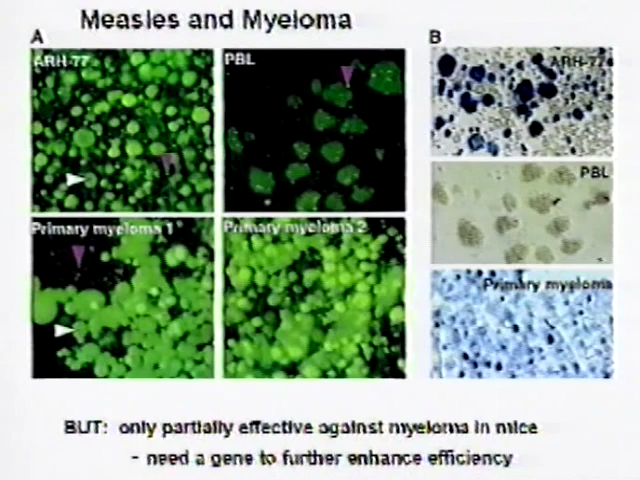 Measles and Myeloma
A
B
ARH-77
PBL
ARH-77
PBL
Primary myeloma 1
Primary myeloma 2
Primary myeloma
BUT: only partially effective against myeloma in mice
- need a gene to further enhance efficiency